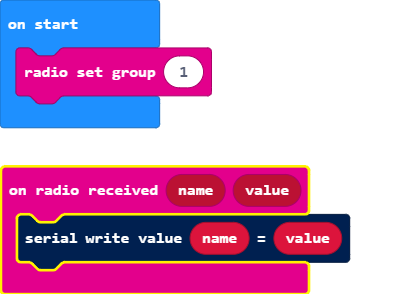 on start
radio set group 1
on radio received name value
serial write value name = value